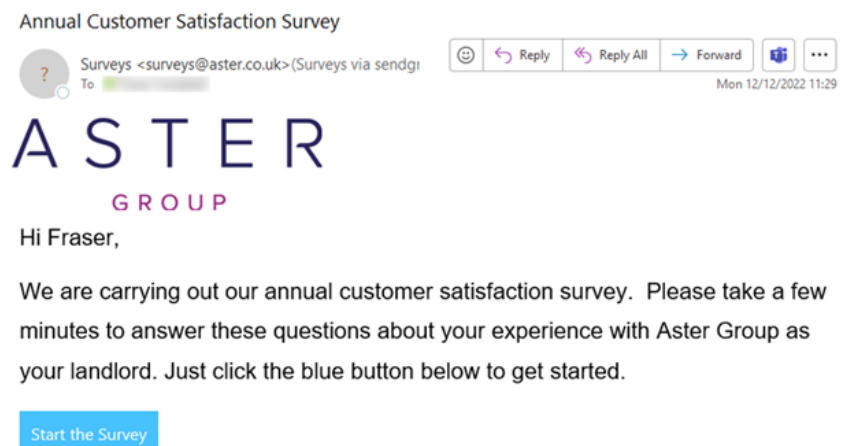 Annual Customer Satisfaction Survey
?
Surveys <surveys@aster.co.uk>(Surveys via sendgr
To
Reply
Reply All
Forward
Mon 12/12/2022 11:29
ASTER
GROUP
Hi Fraser,
We are carrying out our annual customer satisfaction survey.  Please take a few
minutes to answer these questions about your experience with Aster Group as
your landlord. Just click the blue button below to get started.
Start the Survey